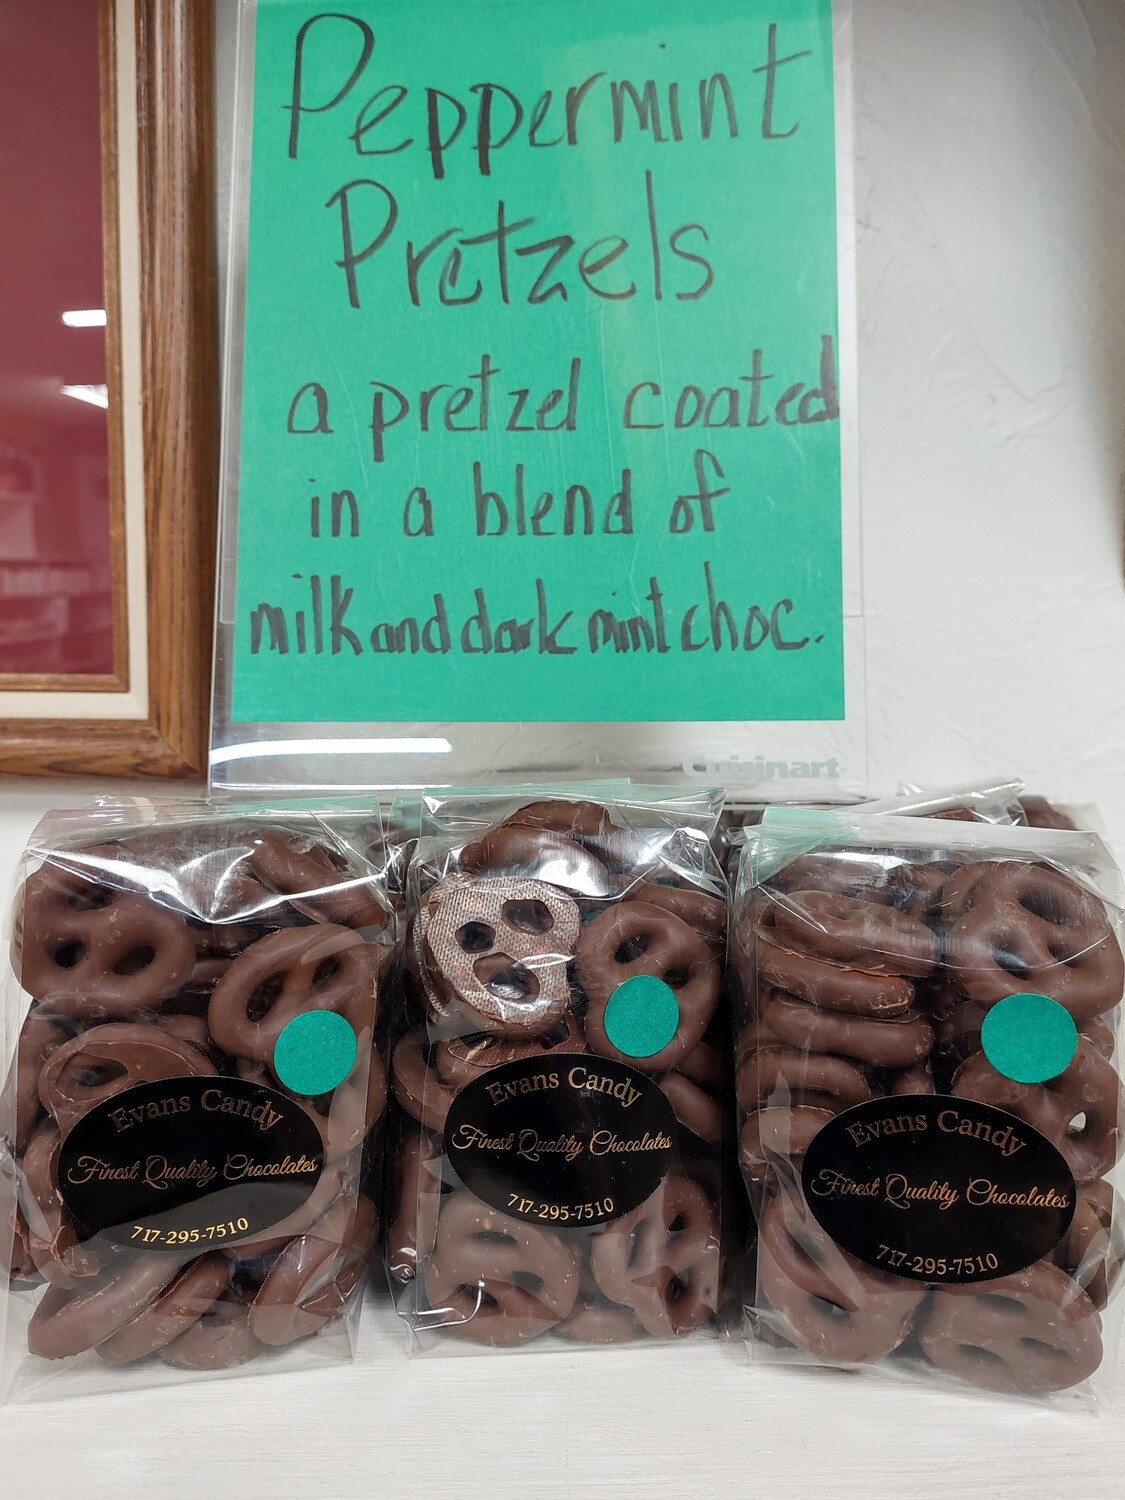 Peppermint
Pretzels
a pretzel coated
in a blend of
milk and dark mint choc.
Cuisinart
Evans Candy
Finest Quality Chocolates
717-295-7510
Evans Candy
Finest Quality Chocolates
717-295-7510
Evans Candy
Finest Quality Chocolates
717-295-7510